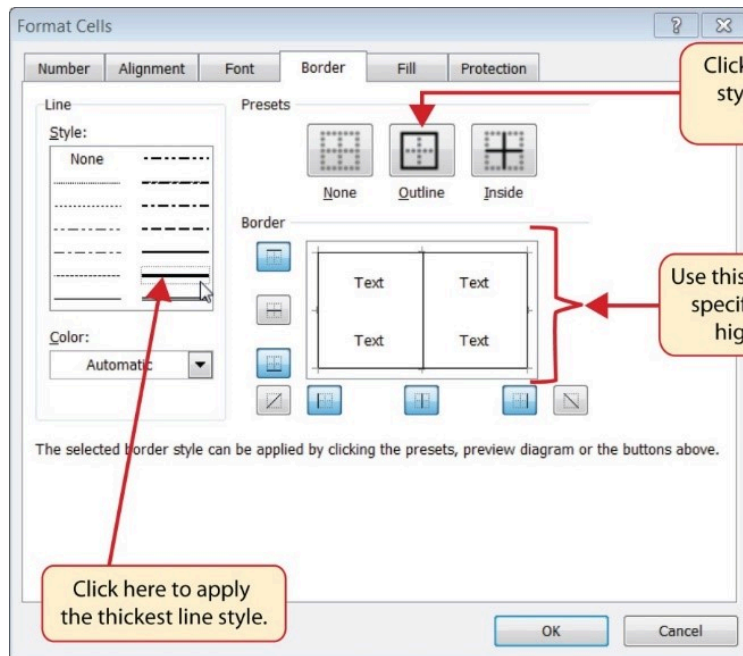 Format Cells
Number Alignment Font Border Fill Protection
Click
sty
Line
Presets
Style:
None
None Outline Inside
Border
Text Text
Text Text
Use this
specif
hig
Color:
Automatic
The selected border style can be applied by clicking the presets, preview diagram or the buttons above.
Click here to apply
the thickest line style.
OK Cancel